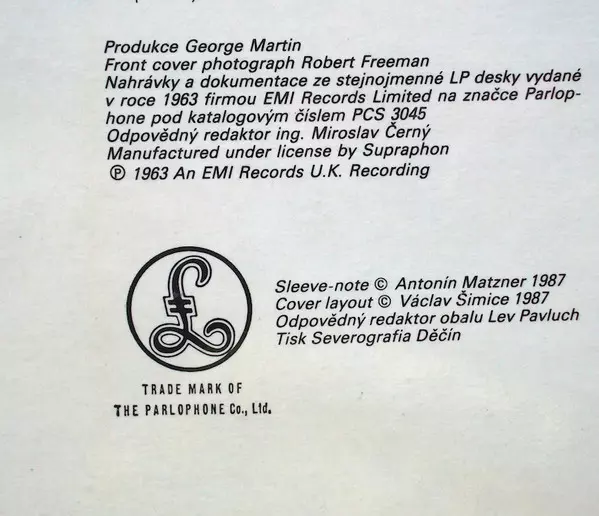 Produkce George Martin
Front cover photograph Robert Freeman
Nahrávky a dokumentace ze stejnojmenné LP desky vydané
v roce 1963 firmou EMI Records Limited na značce Parlop-
hone pod katalogovým číslem PCS 3045
Odpovědný redaktor ing. Miroslav Černý
Manufactured under license by Supraphon
℗ 1963 An EMI Records U.K. Recording
Sleeve-note © Antonín Matzner 1987
Cover layout © Václav Šimice 1987
Odpovědný redaktor obalu Lev Pavluch
Tisk Severografia Děčín
£
TRADE MARK OF
THE PARLOPHONE Co., Ltd.